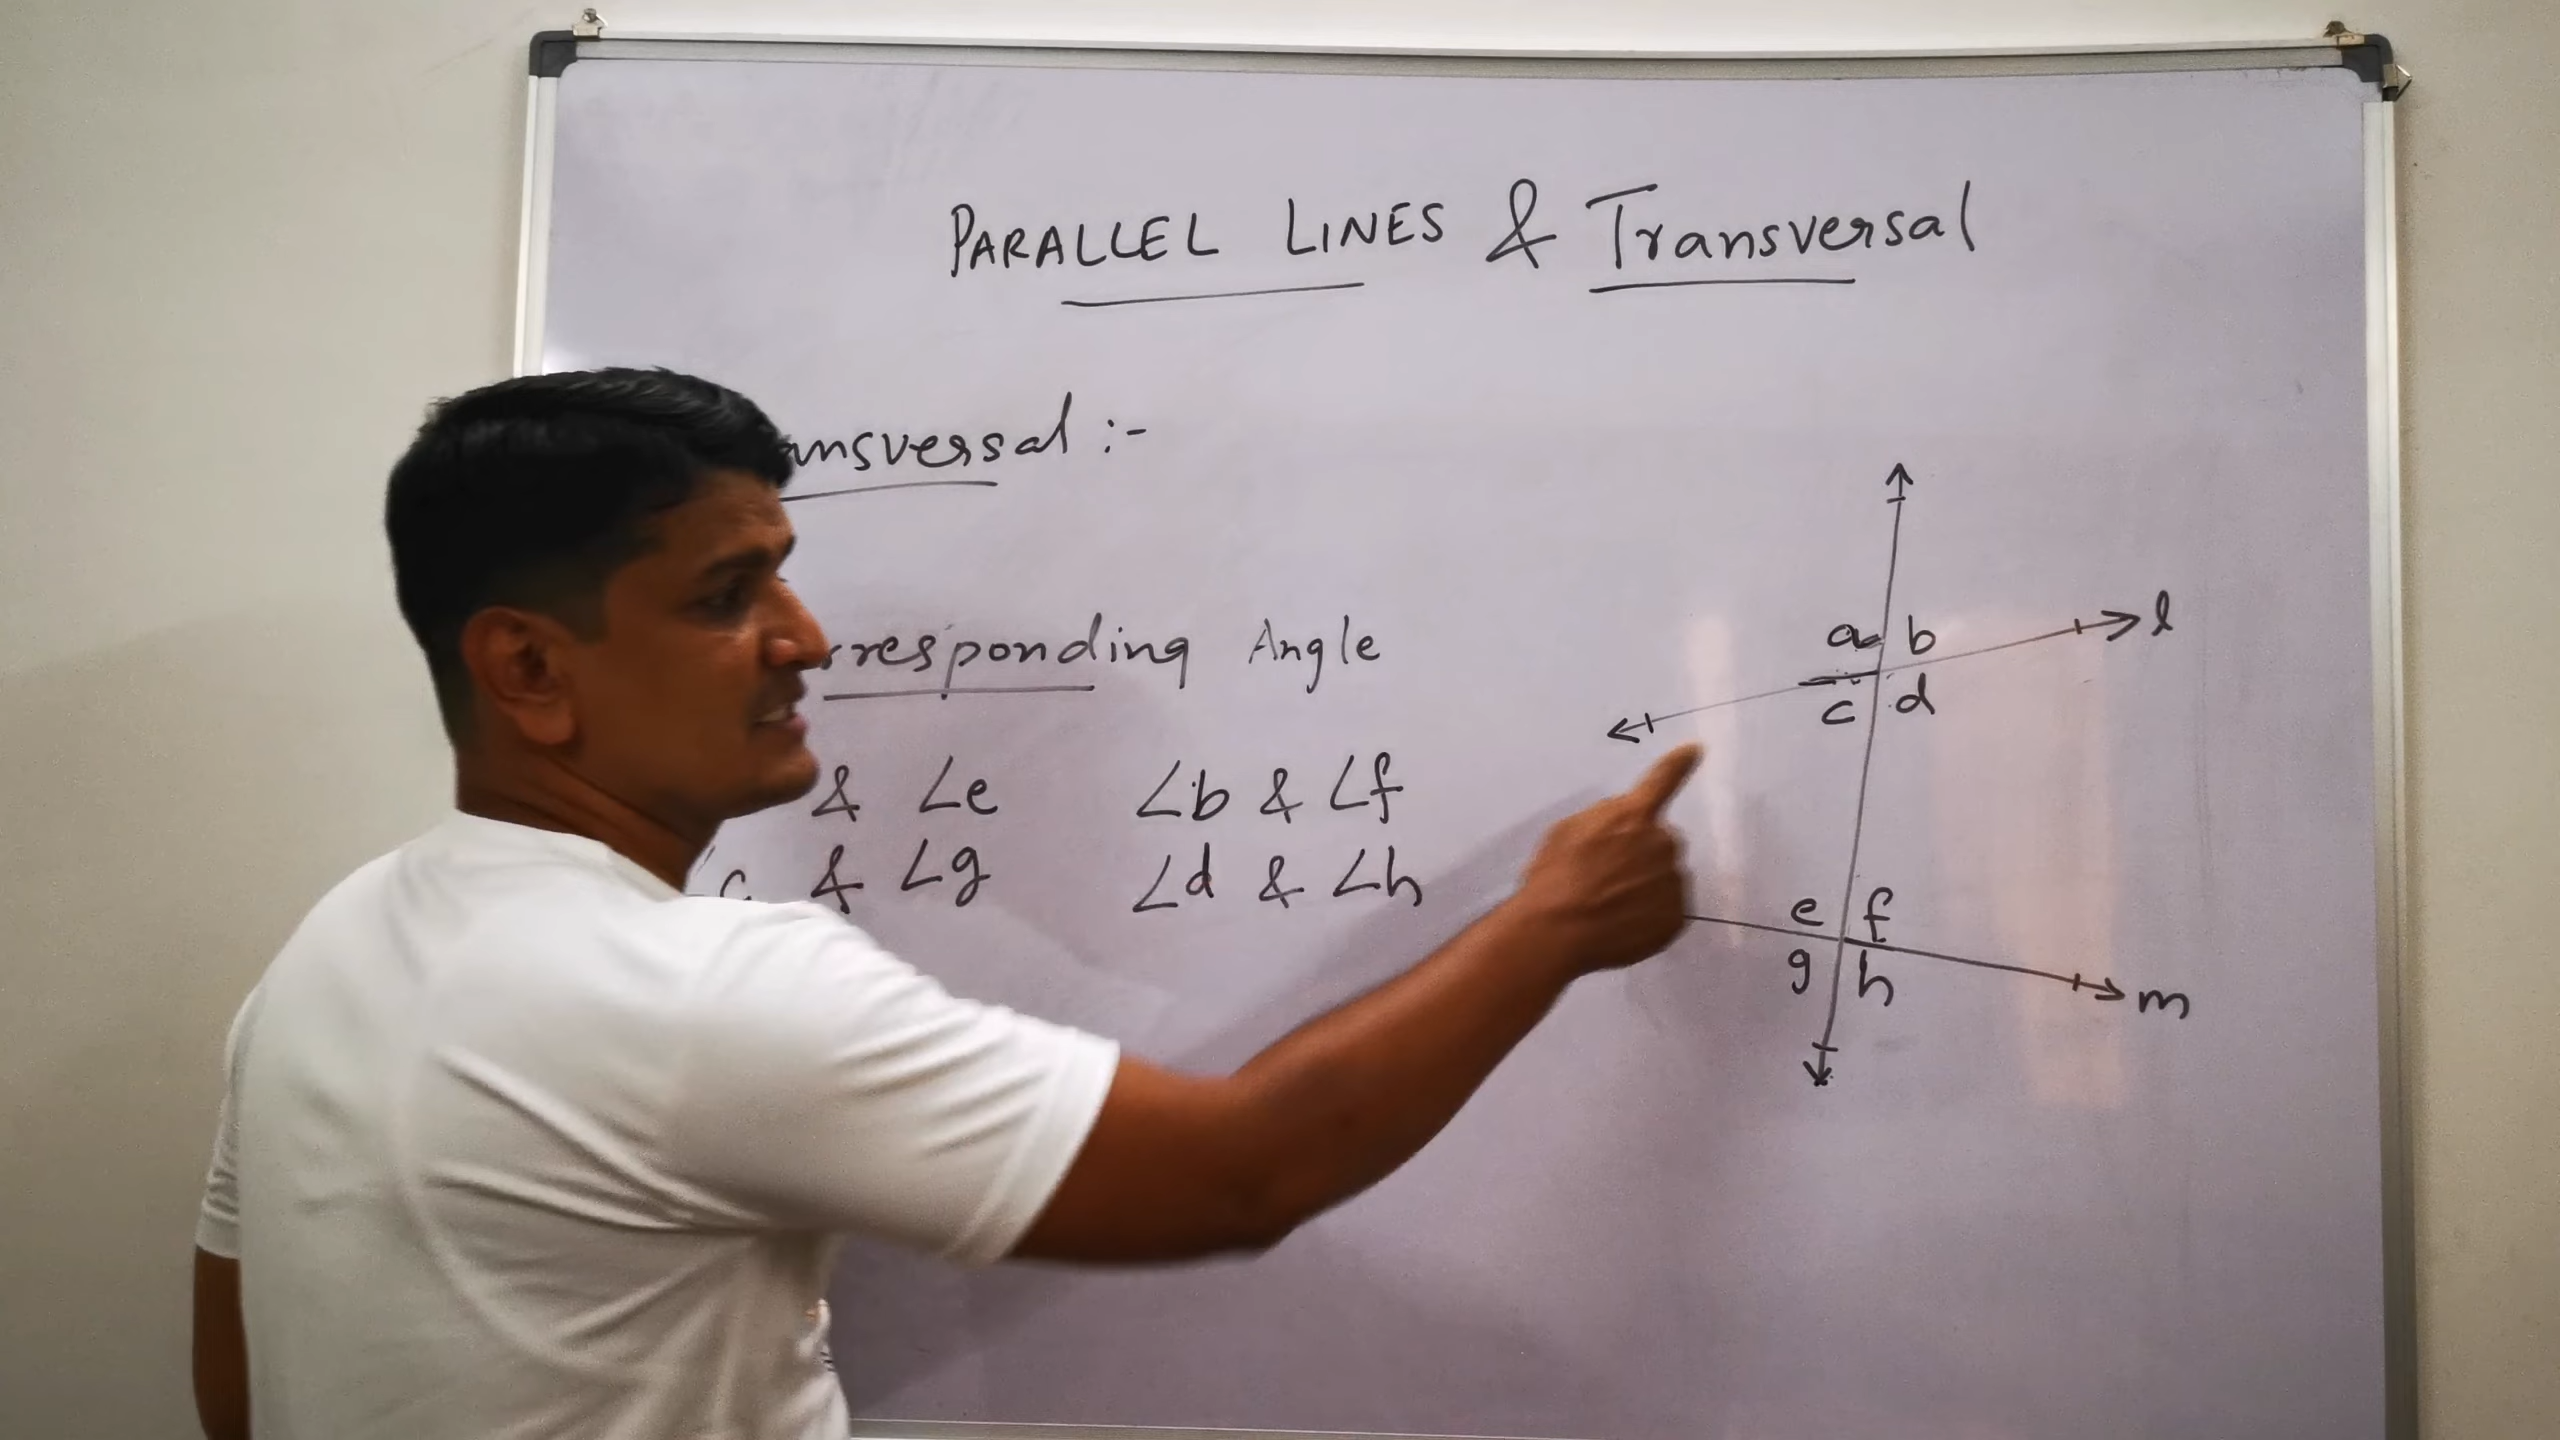 PARALLEL LINES & Transversal
ansversal :-
rresponding Angle
& ∠e ∠b & ∠f
c & ∠g ∠d & ∠h
a b l
c d
e f
g h m